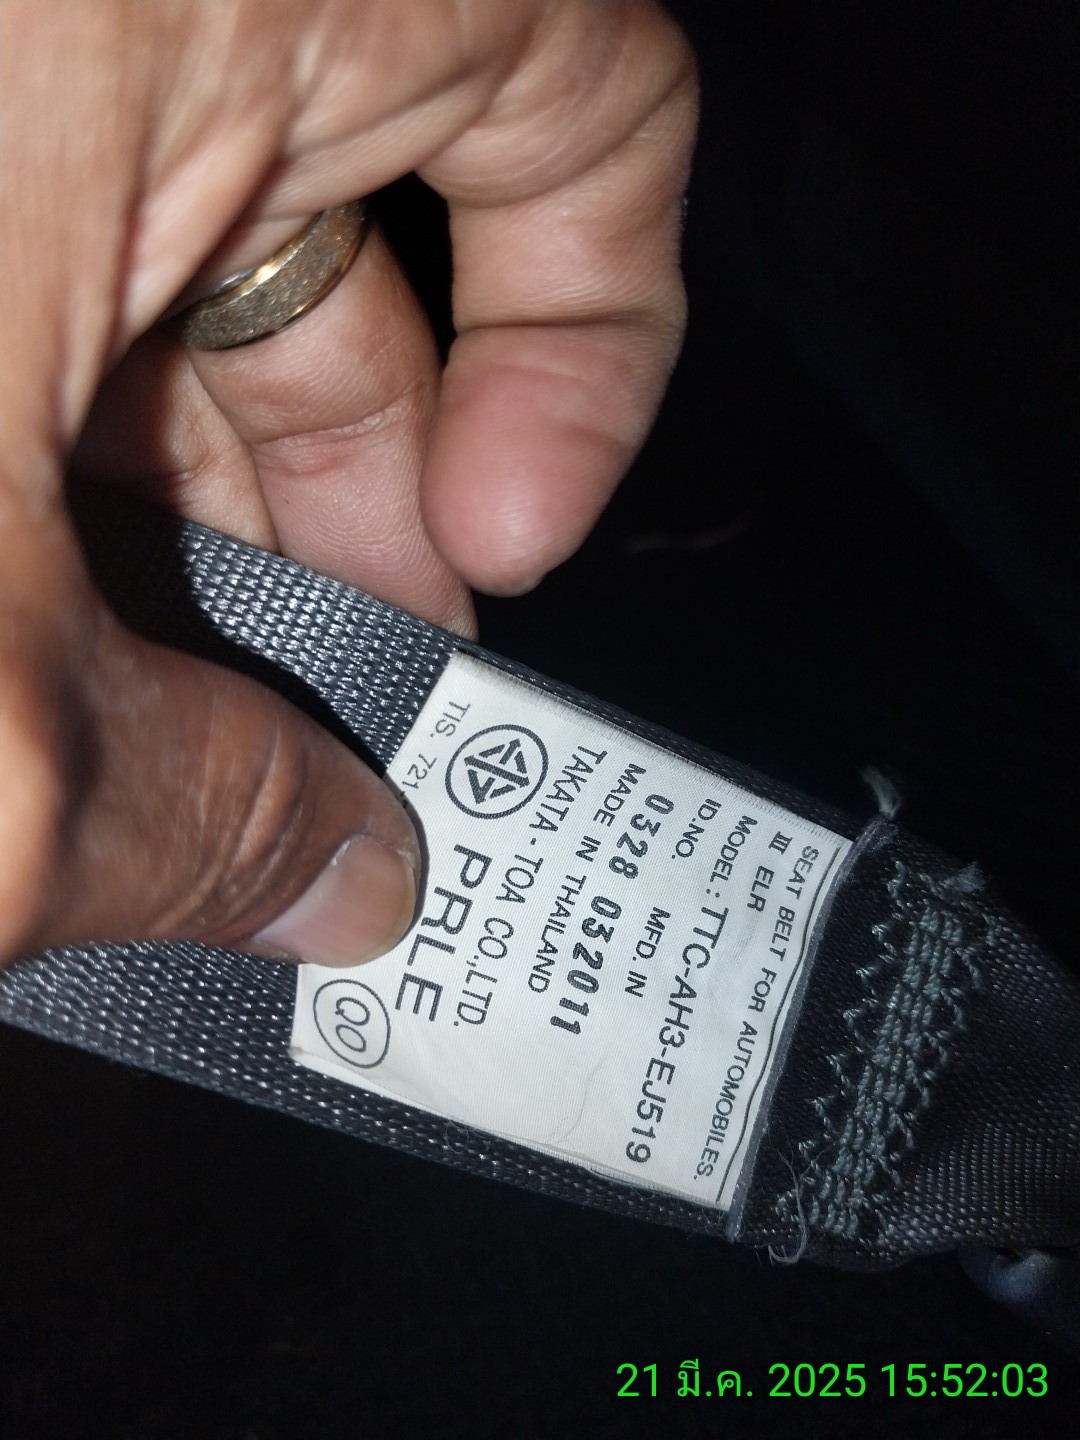 SEAT BELT FOR AUTOMOBILES.
III ELR
MODEL: TTC-AH3-EJ519
ID.NO. MFD. IN
0328 032011
MADE IN THAILAND
TAKATA - TOA CO.,LTD.
PRLE
TIS. 721
QO
21 มี.ค. 2025 15:52:03